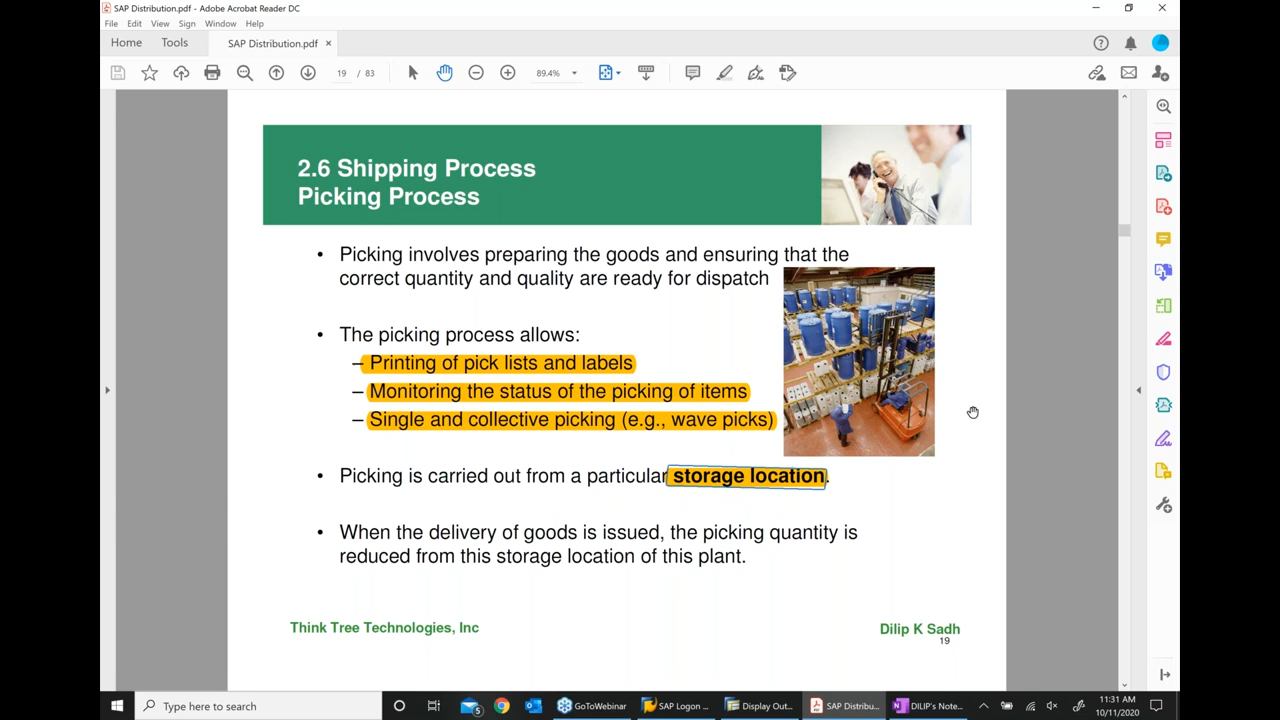 SAP Distribution.pdf - Adobe Acrobat Reader DC
File Edit View Sign Window Help
Home Tools SAP Distribution.pdf ×
19 / 83 89.4%
2.6 Shipping Process
Picking Process
• Picking involves preparing the goods and ensuring that the
correct quantity and quality are ready for dispatch
• The picking process allows:
– Printing of pick lists and labels
– Monitoring the status of the picking of items
– Single and collective picking (e.g., wave picks)
• Picking is carried out from a particular storage location.
• When the delivery of goods is issued, the picking quantity is
reduced from this storage location of this plant.
Think Tree Technologies, Inc Dilip K Sadh
19
Type here to search 5 GoToWebinar SAP Logon ... Display Out... SAP Distribu... DILIP's Note... 11:31 AM
10/11/2020